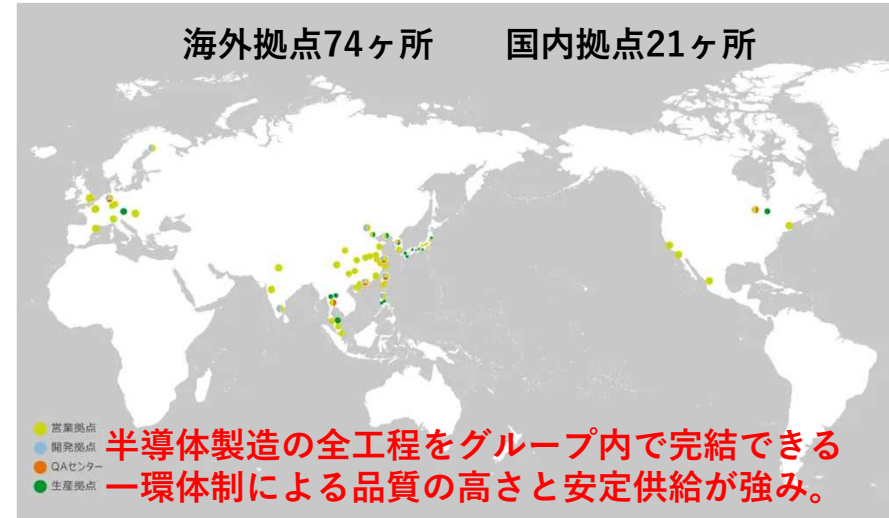 海外拠点74ヶ所　　国内拠点21ヶ所
営業拠点
開発拠点
QAセンター
生産拠点
半導体製造の全工程をグループ内で完結できる
一環体制による品質の高さと安定供給が強み。